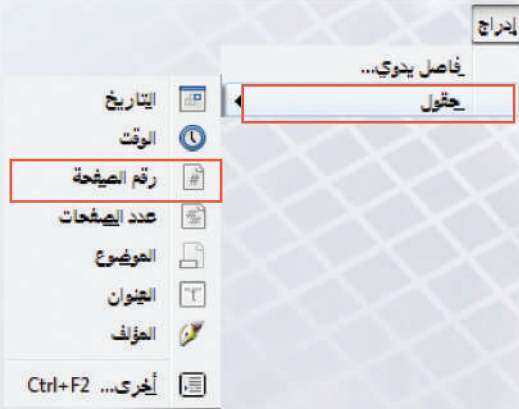 إدراج
فاصل يدوي...
حقول
التاريخ
الوقت
رقم الصفحة
عدد الصفحات
الموضوع
العنوان
المؤلف
أخرى... Ctrl+F2